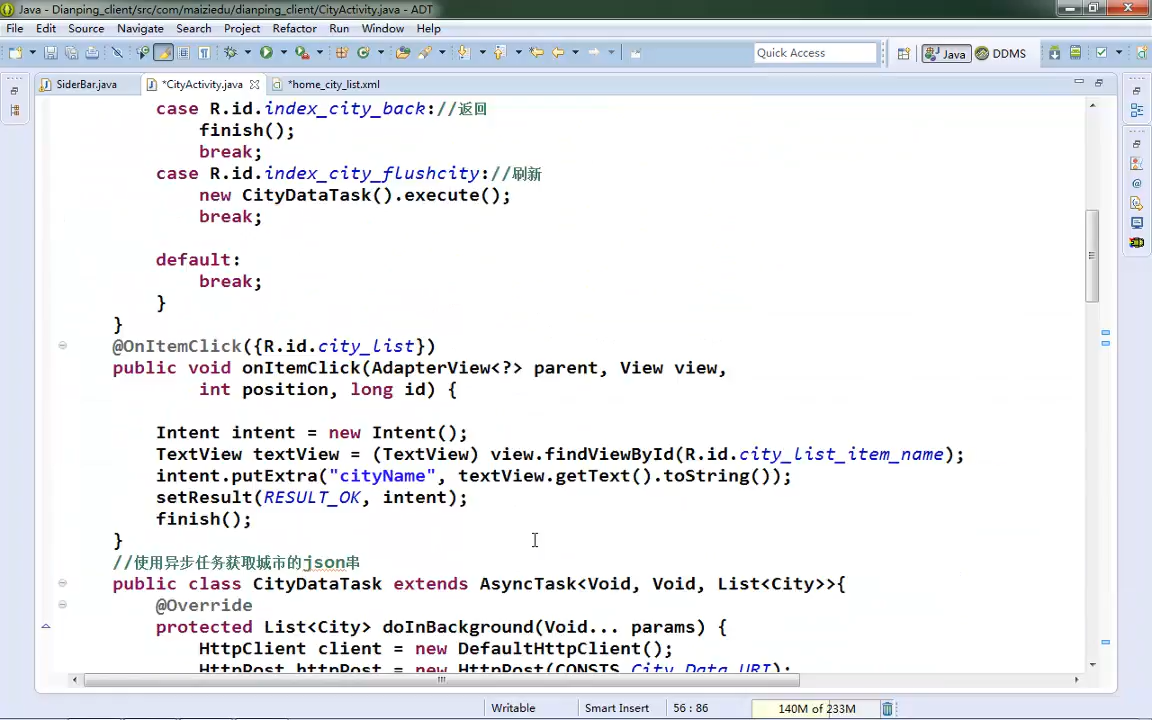 Java - Dianping_client/src/com/maiziedu/dianping_client/CityActivity.java - ADT
File Edit Source Navigate Search Project Refactor Run Window Help
Quick Access
Java
DDMS
SiderBar.java
*CityActivity.java
*home_city_list.xml
case R.id.index_city_back://返回
finish();
break;
case R.id.index_city_flushcity://刷新
new CityDataTask().execute();
break;
default:
break;
}
}
@OnItemClick({R.id.city_list})
public void onItemClick(AdapterView<?> parent, View view,
int position, long id) {
Intent intent = new Intent();
TextView textView = (TextView) view.findViewById(R.id.city_list_item_name);
intent.putExtra("cityName", textView.getText().toString());
setResult(RESULT_OK, intent);
finish();
}
//使用异步任务获取城市的json串
public class CityDataTask extends AsyncTask<Void, Void, List<City>>{
@Override
protected List<City> doInBackground(Void... params) {
HttpClient client = new DefaultHttpClient();
HttpPost httpPost = new HttpPost(CONSTS.City_Data_URI);
Writable
Smart Insert
56 : 86
140M of 233M